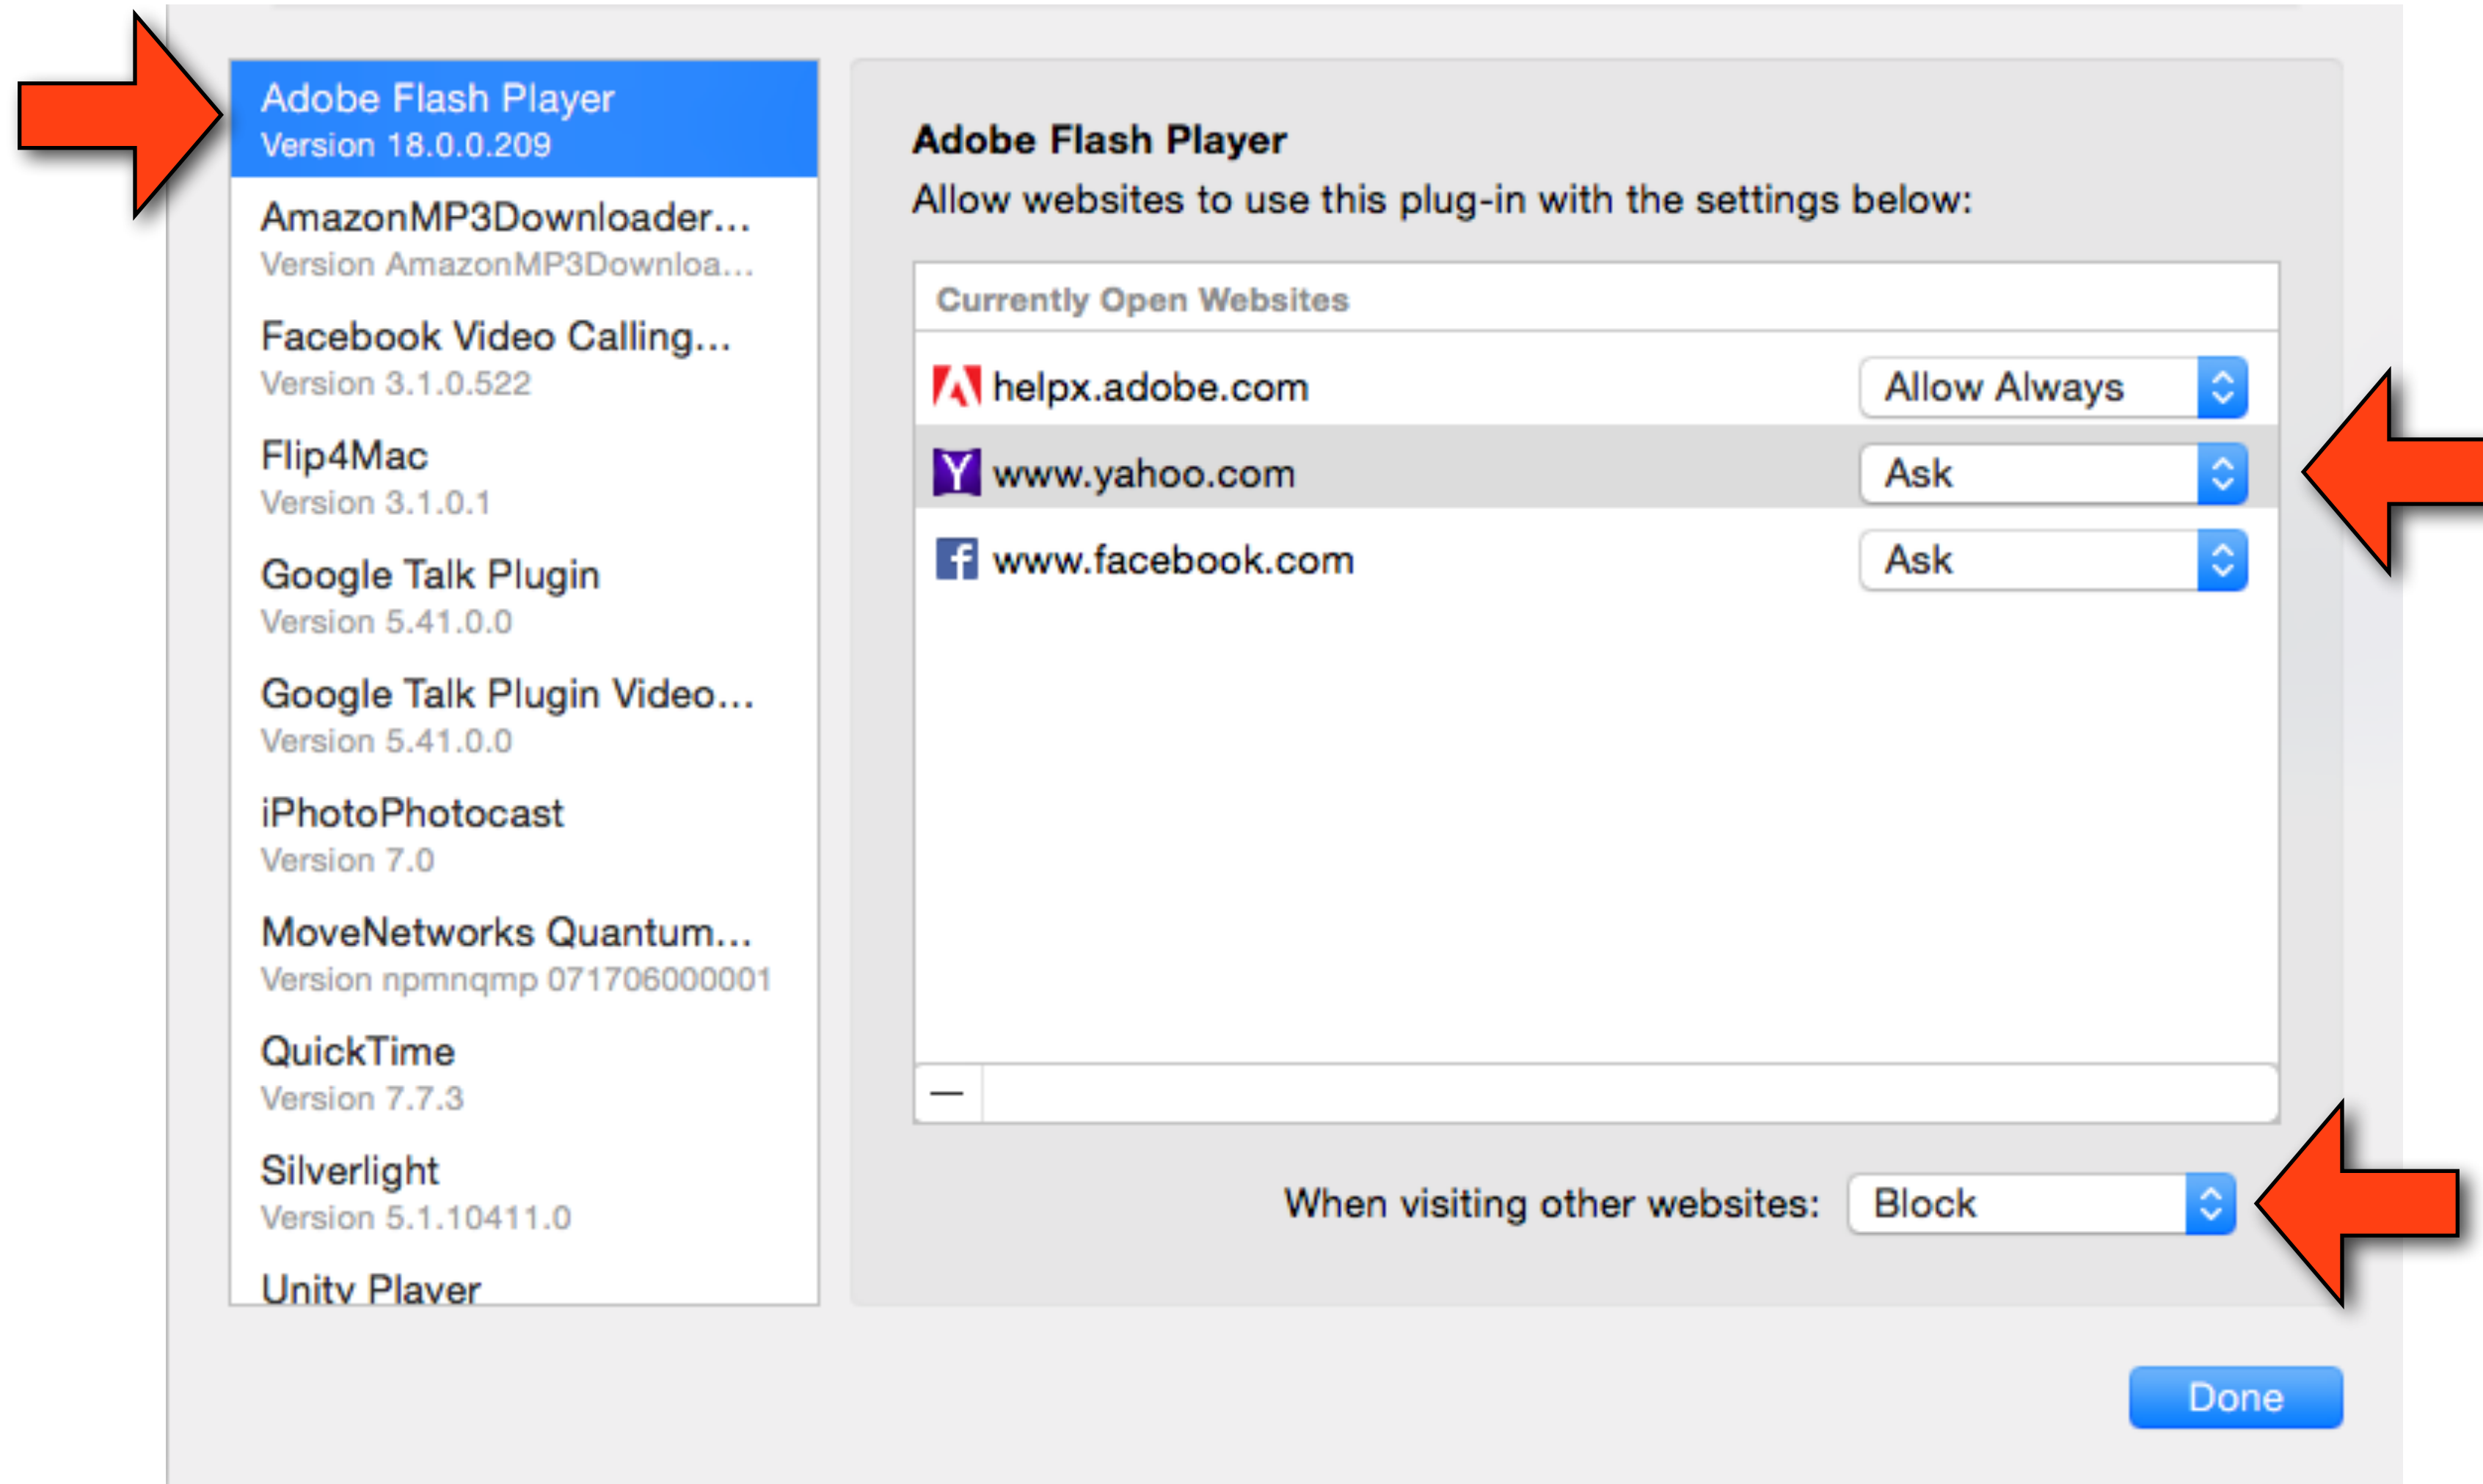 Adobe Flash Player
Version 18.0.0.209
AmazonMP3Downloader...
Version AmazonMP3Downloa...
Facebook Video Calling...
Version 3.1.0.522
Flip4Mac
Version 3.1.0.1
Google Talk Plugin
Version 5.41.0.0
Google Talk Plugin Video...
Version 5.41.0.0
iPhotoPhotocast
Version 7.0
MoveNetworks Quantum...
Version npmnqmp 071706000001
QuickTime
Version 7.7.3
Silverlight
Version 5.1.10411.0
Unity Player
Adobe Flash Player
Allow websites to use this plug-in with the settings below:
Currently Open Websites
helpx.adobe.com Allow Always
www.yahoo.com Ask
www.facebook.com Ask
When visiting other websites: Block
Done